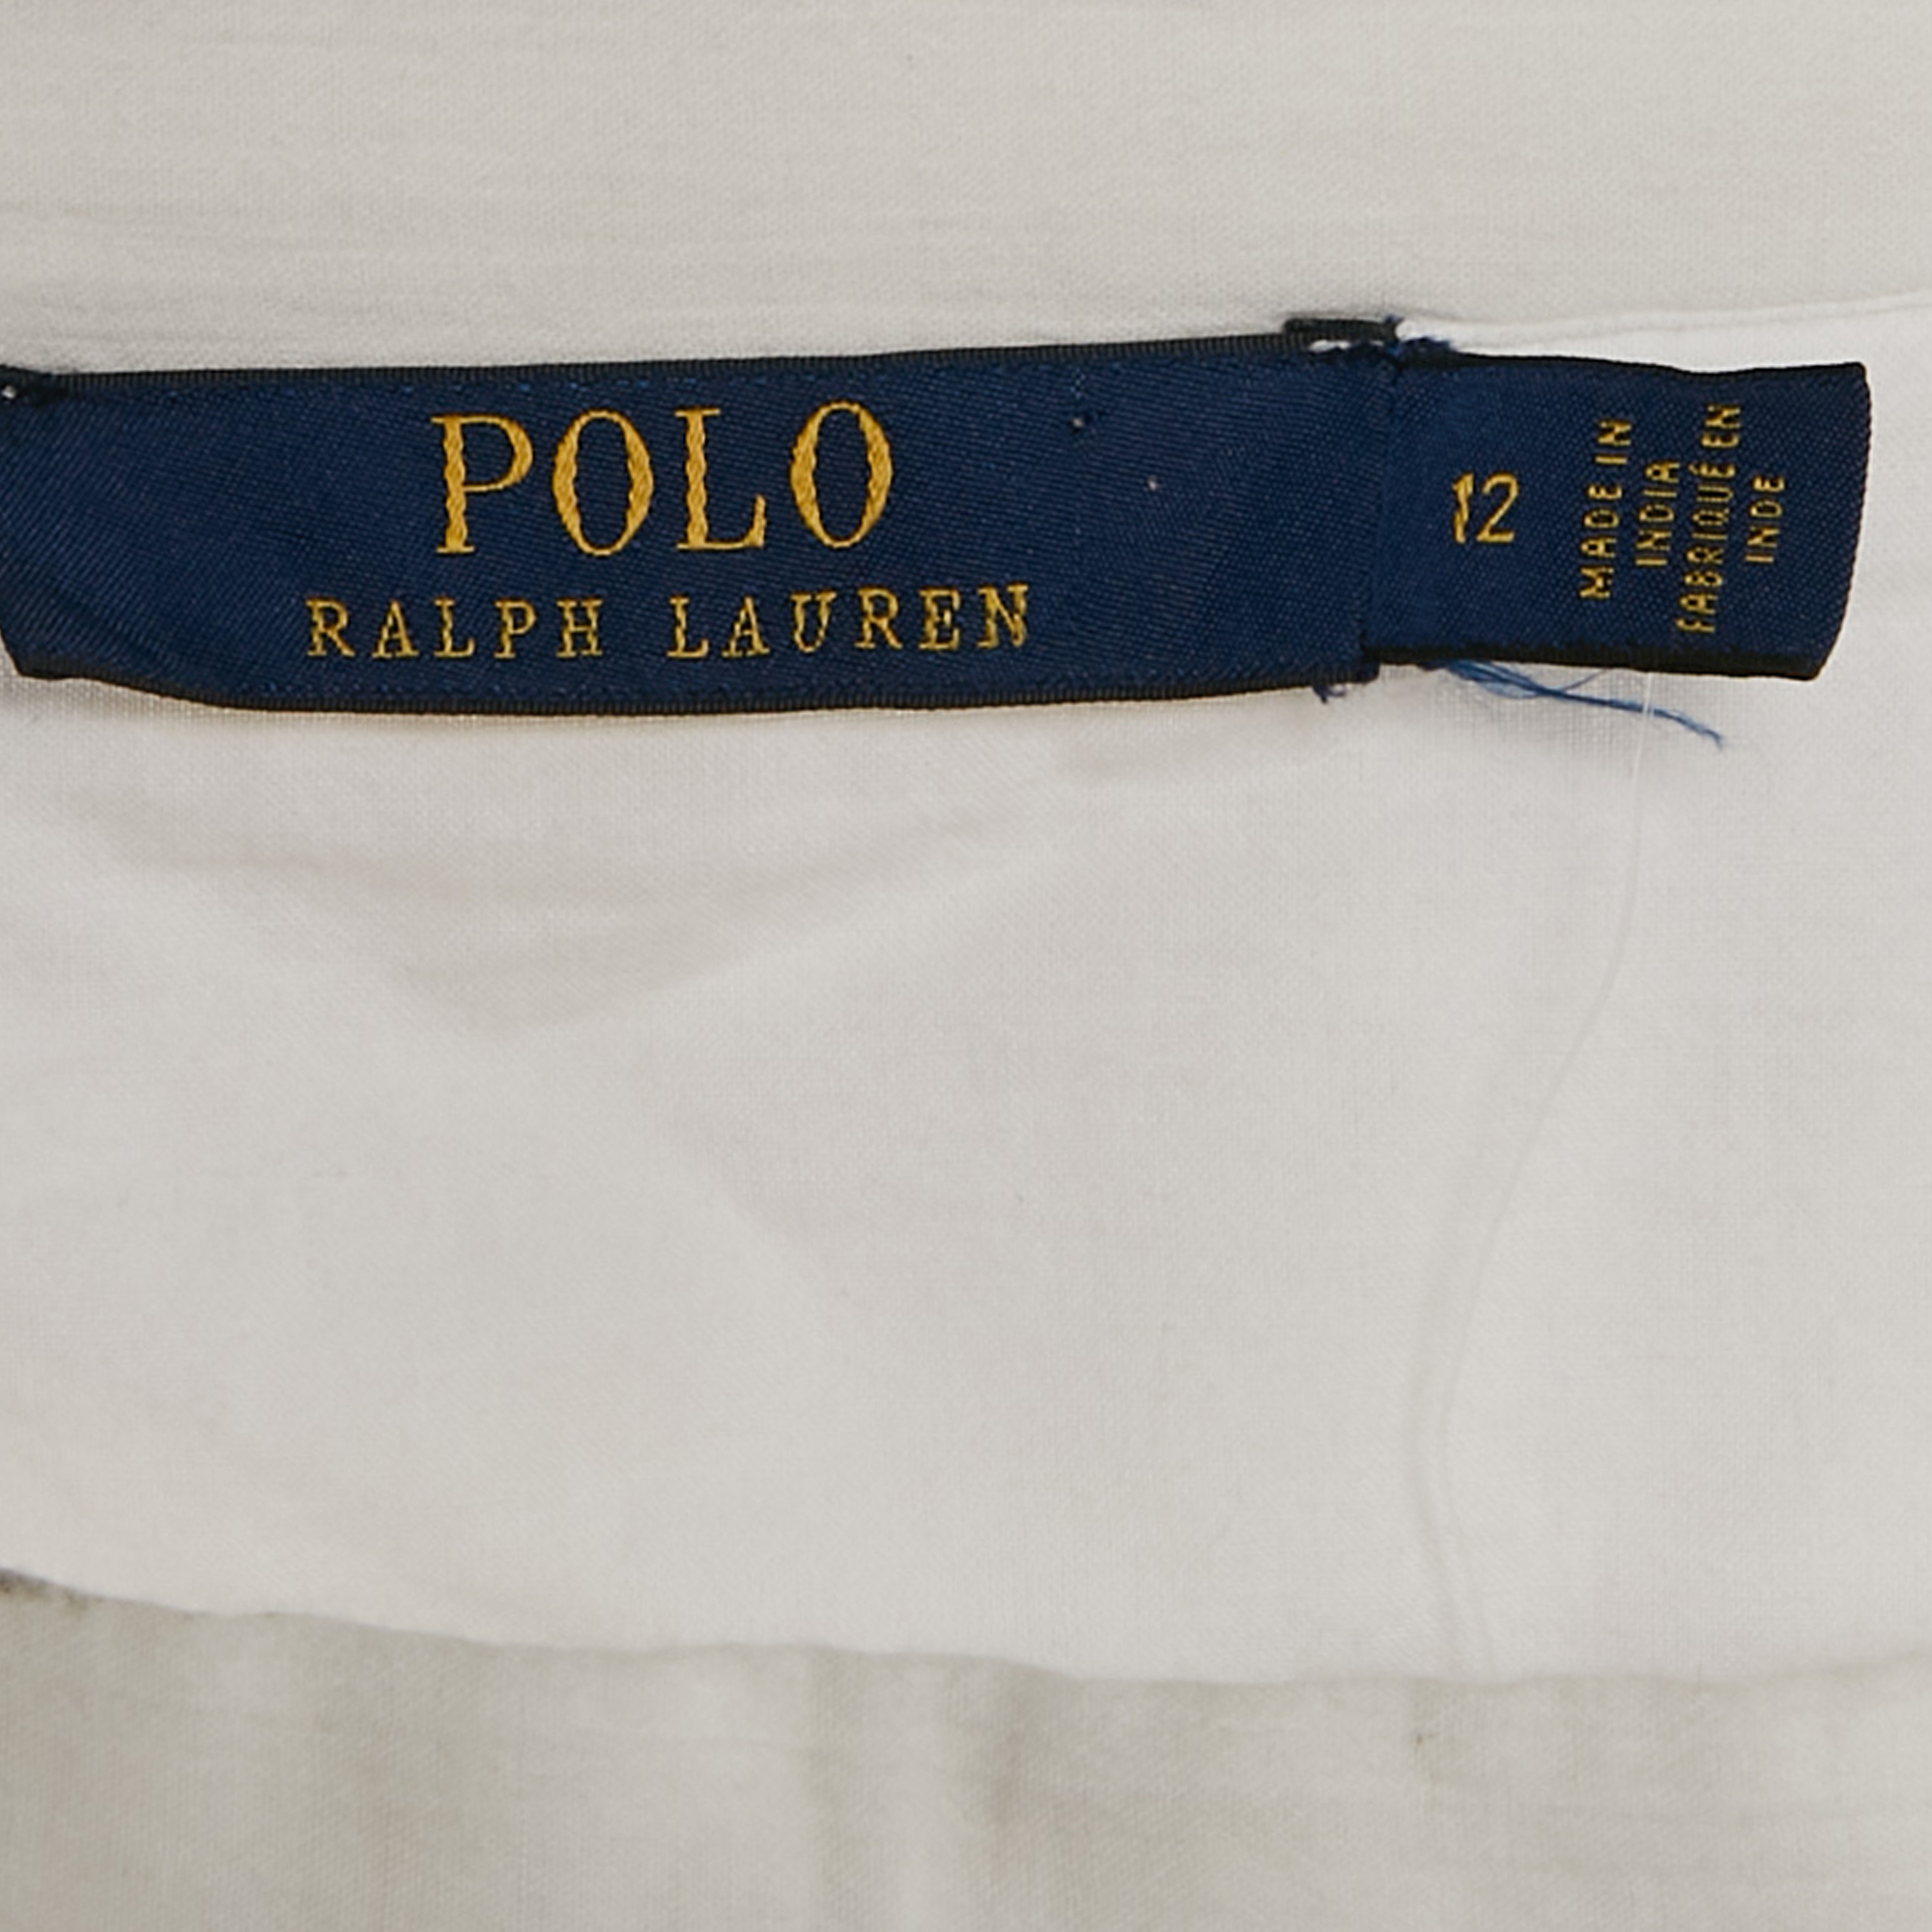 POLO
RALPH LAUREN
12
MADE IN
INDIA
FABRIQUÉ EN
INDE